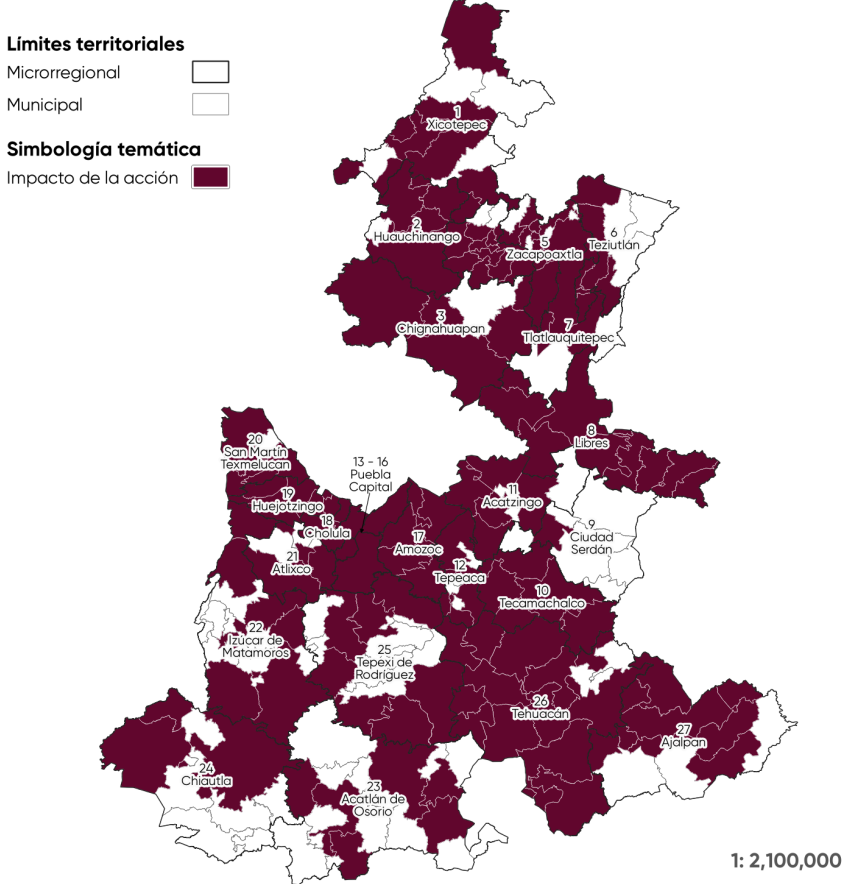 Límites territoriales
Microrregional
Municipal
Simbología temática
Impacto de la acción
1
Xicotepec
2
Huauchinango
5
Zacapoaxtla
6
Teziutlán
3
Chignahuapan
7
Tlatlauquitepec
8
Libres
20
San Martín
Texmelucan
13 - 16
Puebla
Capital
19
Huejotzingo
18
Cholula
11
Acatzingo
9
Ciudad
Serdán
17
Amozoc
21
Atlixco
12
Tepeaca
10
Tecamachalco
22
Izúcar de
Matamoros
25
Tepexi de
Rodríguez
26
Tehuacán
27
Ajalpan
24
Chiautla
23
Acatlán de
Osorio
1: 2,100,000